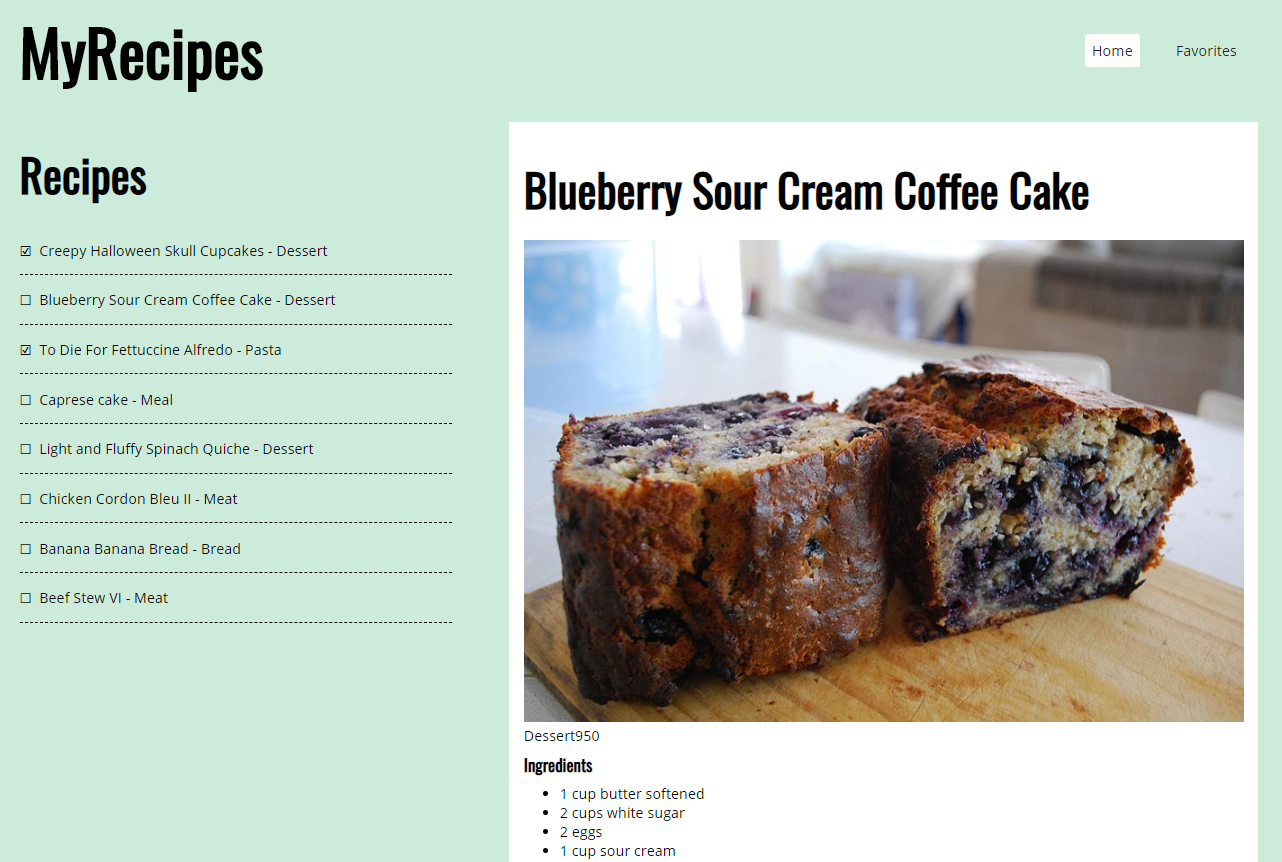 MyRecipes
Home
Favorites
Recipes
☑ Creepy Halloween Skull Cupcakes - Dessert
☐ Blueberry Sour Cream Coffee Cake - Dessert
☑ To Die For Fettuccine Alfredo - Pasta
☐ Caprese cake - Meal
☐ Light and Fluffy Spinach Quiche - Dessert
☐ Chicken Cordon Bleu II - Meat
☐ Banana Banana Bread - Bread
☐ Beef Stew VI - Meat
Blueberry Sour Cream Coffee Cake
Dessert950
Ingredients
• 1 cup butter softened
• 2 cups white sugar
• 2 eggs
• 1 cup sour cream